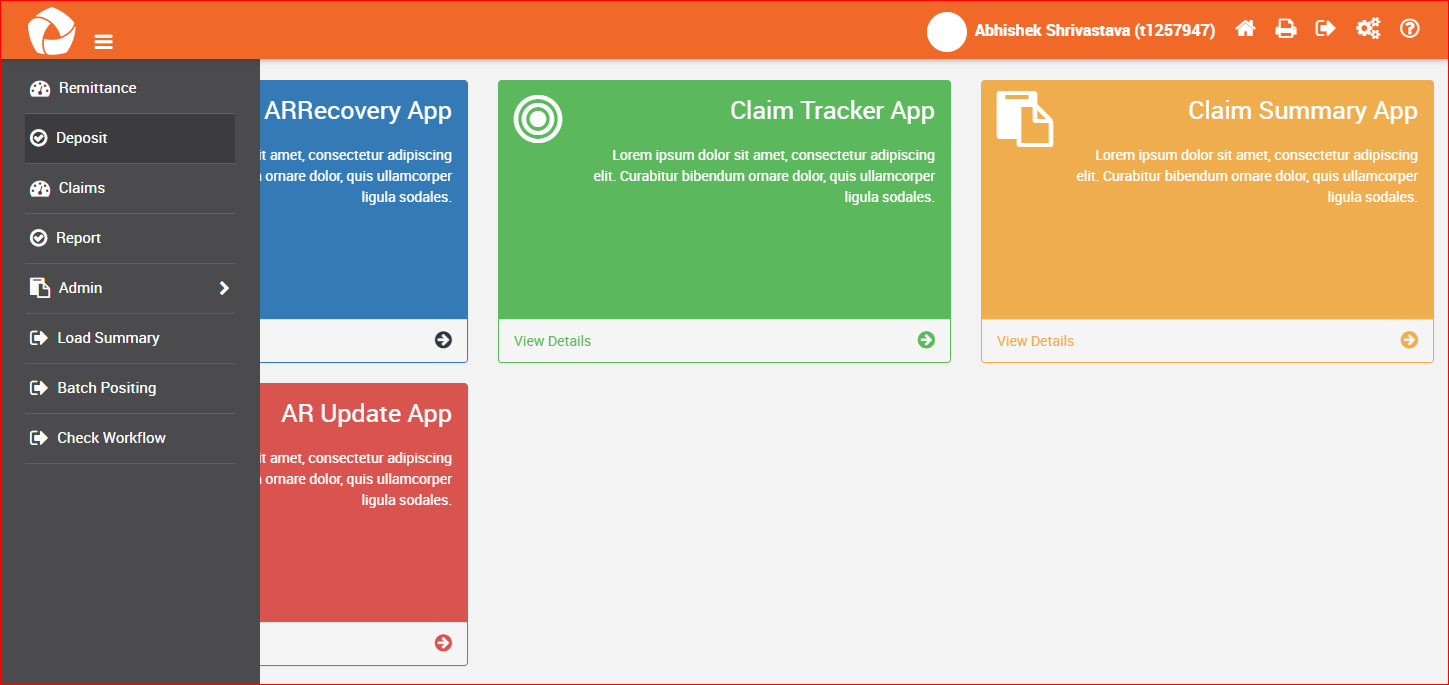 Abhishek Shrivastava (t1257947)
Remittance
Deposit
Claims
Report
Admin
Load Summary
Batch Positing
Check Workflow
ARRecovery App
it amet, consectetur adipiscing
ornare dolor, quis ullamcorper
ligula sodales.
Claim Tracker App
Lorem ipsum dolor sit amet, consectetur adipiscing
elit. Curabitur bibendum ornare dolor, quis ullamcorper
ligula sodales.
View Details
Claim Summary App
Lorem ipsum dolor sit amet, consectetur adipiscing
elit. Curabitur bibendum ornare dolor, quis ullamcorper
ligula sodales.
View Details
AR Update App
it amet, consectetur adipiscing
ornare dolor, quis ullamcorper
ligula sodales.